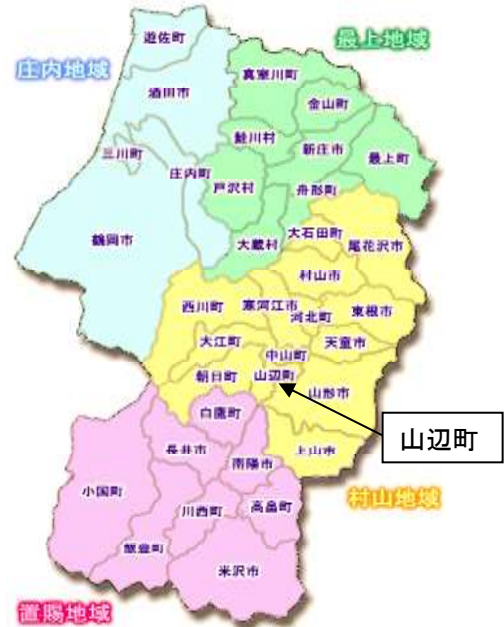 遊佐町
最上地域
庄内地域
真室川町
酒田市
金山町
鮭川村
新庄市
三川町
最上町
庄内町
戸沢村
舟形町
鶴岡市
大石田町
大蔵村
尾花沢市
村山市
西川町
寒河江市
東根市
河北町
大江町
天童市
中山町
朝日町
山辺町
山形市
白鷹町
山辺町
長井市
上山市
南陽市
小国町
村山地域
高畠町
川西町
飯豊町
米沢市
置賜地域